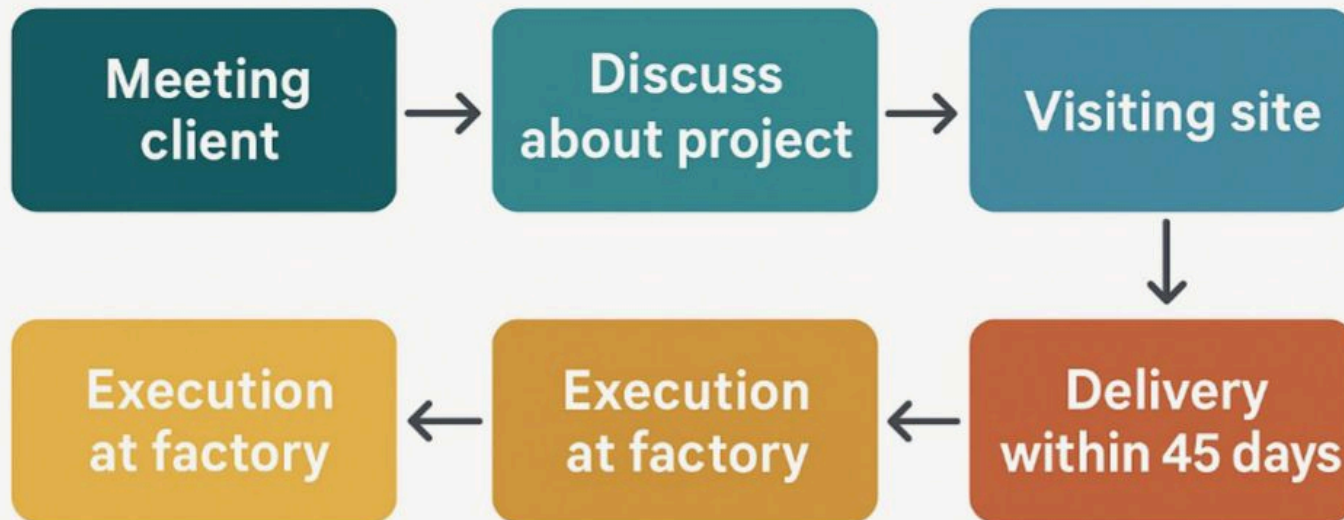 Meeting
client
Discuss
about project
Visiting site
Delivery
within 45 days
Execution
at factory
Execution
at factory